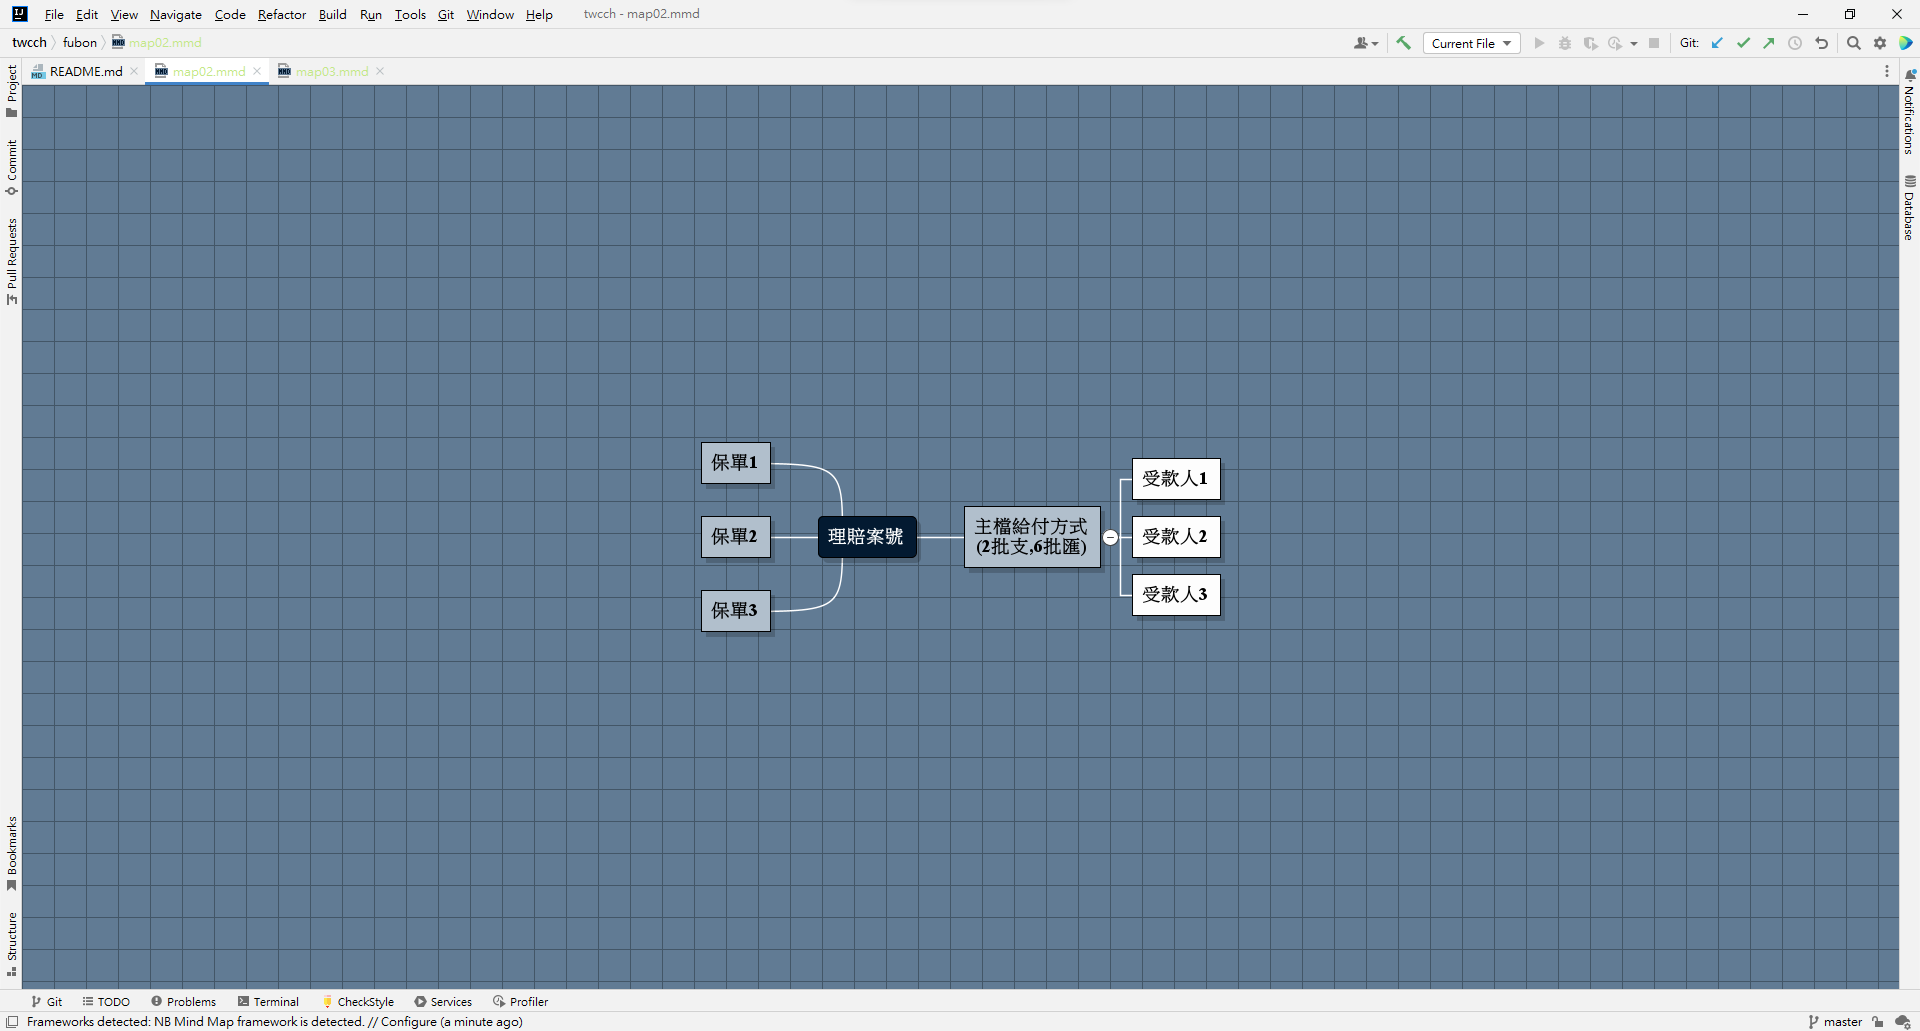 File Edit View Navigate Code Refactor Build Run Tools Git Window Help twcch - map02.mmd
twcch fubon map02.mmd
Current File Git:
README.md map02.mmd map03.mmd
Project
Commit
Pull Requests
Bookmarks
Structure
Notifications
Database
保單1
保單2
保單3
理賠案號
主檔給付方式
(2批支,6批匯)
受款人1
受款人2
受款人3
Git TODO Problems Terminal CheckStyle Services Profiler
Frameworks detected: NB Mind Map framework is detected. // Configure (a minute ago) master